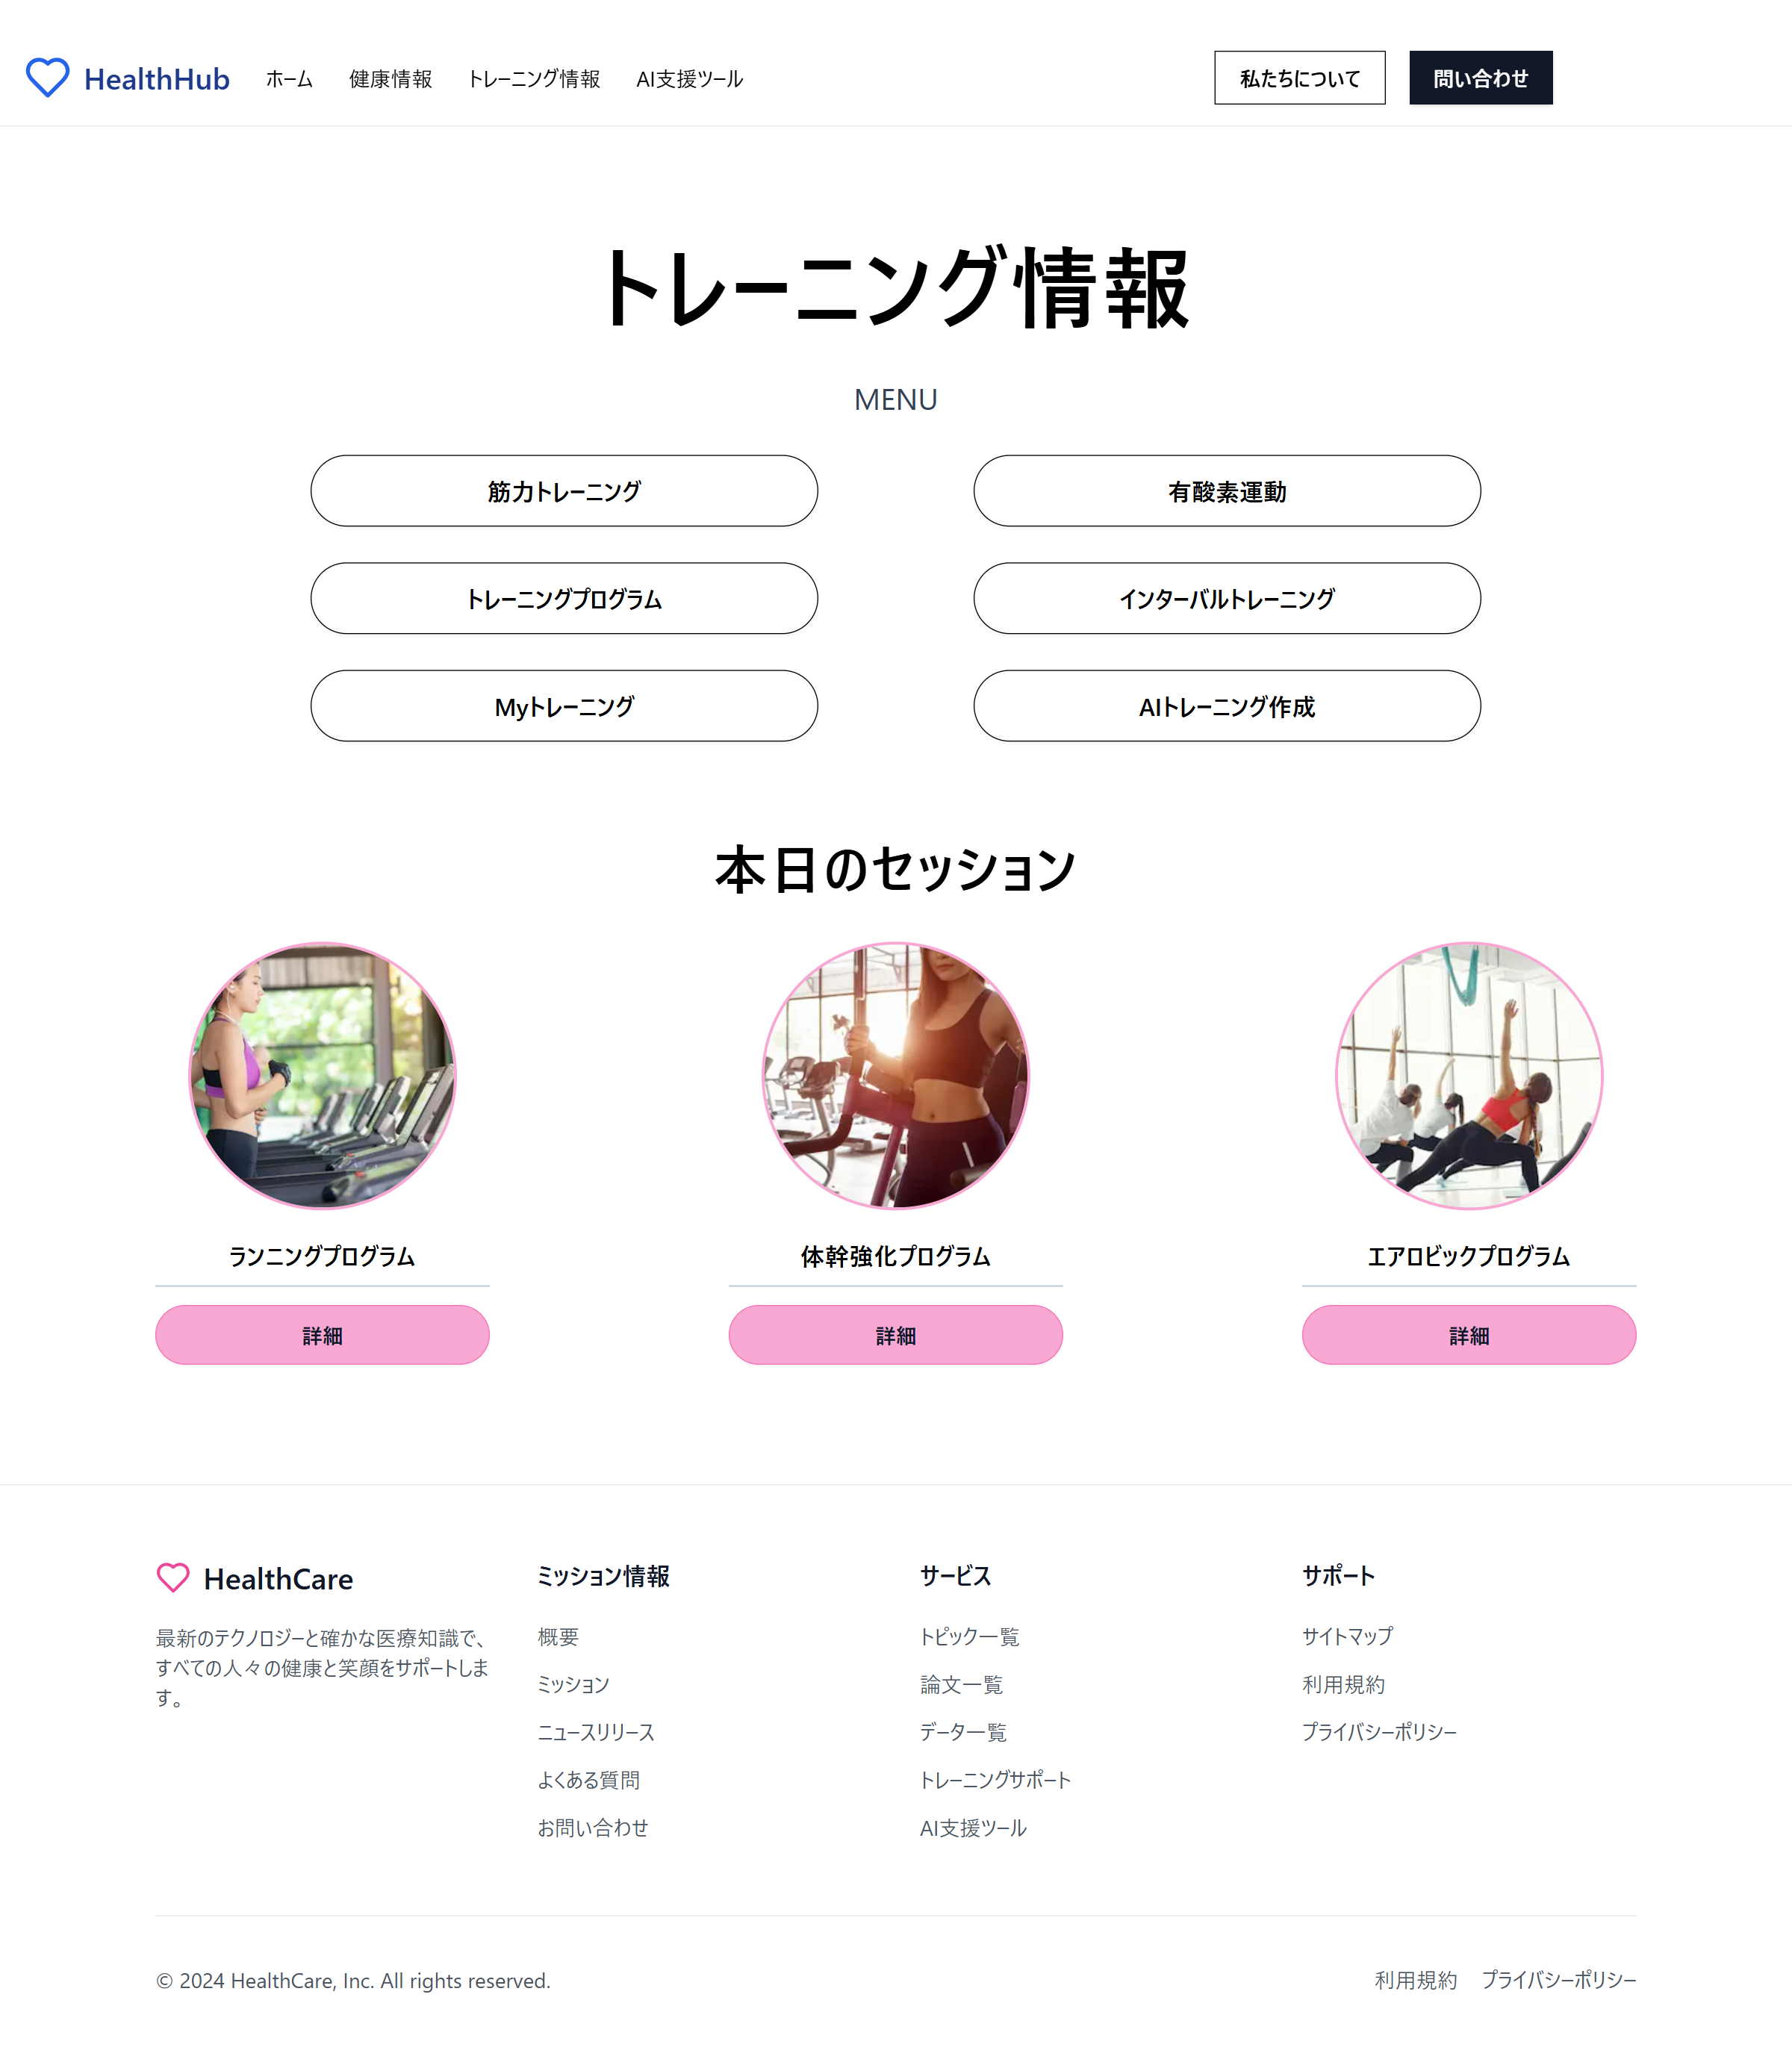 HealthHub
ホーム
健康情報
トレーニング情報
AI支援ツール
私たちについて
問い合わせ
トレーニング情報
MENU
筋力トレーニング
有酸素運動
トレーニングプログラム
インターバルトレーニング
Myトレーニング
AIトレーニング作成
本日のセッション
ランニングプログラム
体幹強化プログラム
エアロビックプログラム
詳細
詳細
詳細
HealthCare
最新のテクノロジーと確かな医療知識で、
すべての人々の健康と笑顔をサポートしま
す。
ミッション情報
概要
ミッション
ニュースリリース
よくある質問
お問い合わせ
サービス
トピック一覧
論文一覧
データ一覧
トレーニングサポート
AI支援ツール
サポート
サイトマップ
利用規約
プライバシーポリシー
© 2024 HealthCare, Inc. All rights reserved.
利用規約
プライバシーポリシー